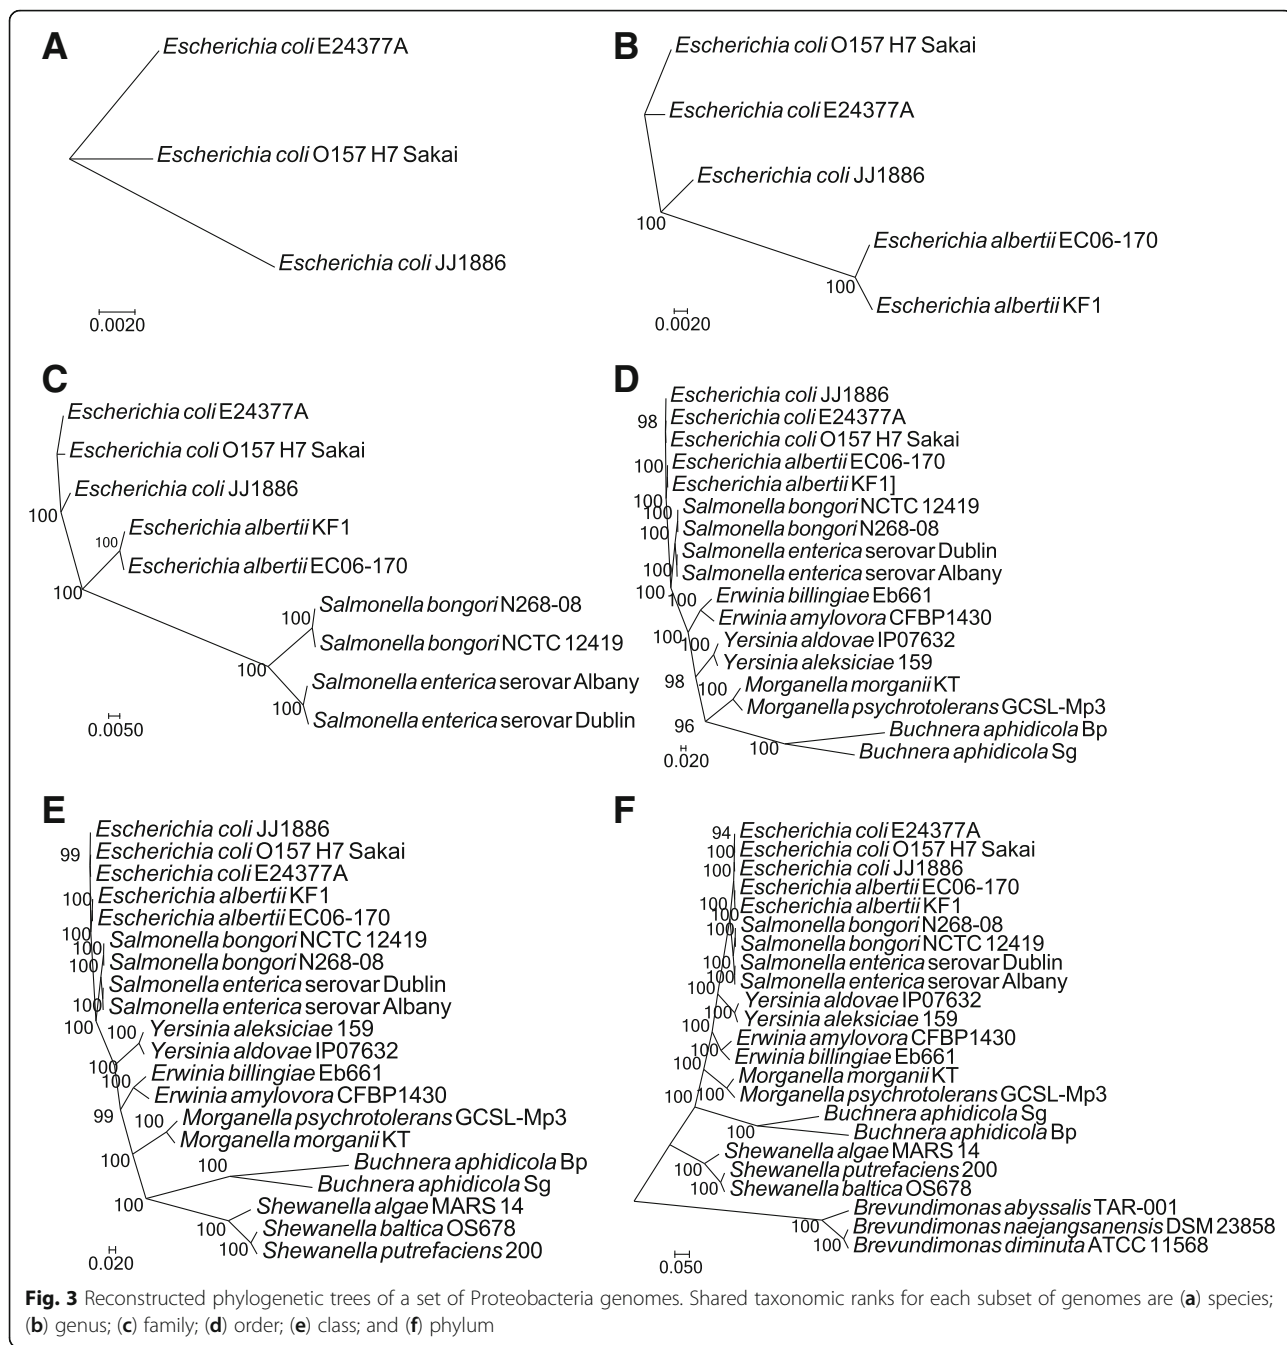 A
Escherichia coli E24377A
Escherichia coli O157 H7 Sakai
Escherichia coli JJ1886
0.0020
B
Escherichia coli O157 H7 Sakai
Escherichia coli E24377A
Escherichia coli JJ1886
100
Escherichia albertii EC06-170
100
Escherichia albertii KF1
0.0020
C
Escherichia coli E24377A
Escherichia coli O157 H7 Sakai
Escherichia coli JJ1886
100
Escherichia albertii KF1
100
Escherichia albertii EC06-170
100
Salmonella bongori N268-08
100
Salmonella bongori NCTC 12419
100
Salmonella enterica serovar Albany
100
Salmonella enterica serovar Dublin
0.0050
D
Escherichia coli JJ1886
98
Escherichia coli E24377A
Escherichia coli O157 H7 Sakai
100
Escherichia albertii EC06-170
Escherichia albertii KF1]
100
Salmonella bongori NCTC 12419
100
100
Salmonella bongori N268-08
Salmonella enterica serovar Dublin
100
Salmonella enterica serovar Albany
100
100
Erwinia billingiae Eb661
Erwinia amylovora CFBP1430
100
100
Yersinia aldovae IP07632
Yersinia aleksiciae 159
98
100
Morganella morganii KT
Morganella psychrotolerans GCSL-Mp3
96
Buchnera aphidicola Bp
100
Buchnera aphidicola Sg
0.020
E
Escherichia coli JJ1886
99
Escherichia coli O157 H7 Sakai
Escherichia coli E24377A
100
Escherichia albertii KF1
Escherichia albertii EC06-170
100
Salmonella bongori NCTC 12419
100
100
Salmonella bongori N268-08
Salmonella enterica serovar Dublin
100
Salmonella enterica serovar Albany
100
100
Yersinia aleksiciae 159
Yersinia aldovae IP07632
100
100
Erwinia billingiae Eb661
Erwinia amylovora CFBP1430
99
100
Morganella psychrotolerans GCSL-Mp3
Morganella morganii KT
100
100
Buchnera aphidicola Bp
Buchnera aphidicola Sg
100
Shewanella algae MARS 14
100
Shewanella baltica OS678
100
Shewanella putrefaciens 200
0.020
F
94
Escherichia coli E24377A
100
Escherichia coli O157 H7 Sakai
100
Escherichia coli JJ1886
Escherichia albertii EC06-170
100
Escherichia albertii KF1
100
100
Salmonella bongori N268-08
Salmonella bongori NCTC 12419
100
Salmonella enterica serovar Dublin
100
Salmonella enterica serovar Albany
100
Yersinia aldovae IP07632
100
Yersinia aleksiciae 159
100
Erwinia amylovora CFBP1430
100
Erwinia billingiae Eb661
100
Morganella morganii KT
100
100
Morganella psychrotolerans GCSL-Mp3
Buchnera aphidicola Sg
100
Buchnera aphidicola Bp
Shewanella algae MARS 14
100
Shewanella putrefaciens 200
100
Shewanella baltica OS678
Brevundimonas abyssalis TAR-001
100
Brevundimonas naejangsanensis DSM 23858
100
Brevundimonas diminuta ATCC 11568
0.050
Fig. 3 Reconstructed phylogenetic trees of a set of Proteobacteria genomes. Shared taxonomic ranks for each subset of genomes are (a) species;
(b) genus; (c) family; (d) order; (e) class; and (f) phylum